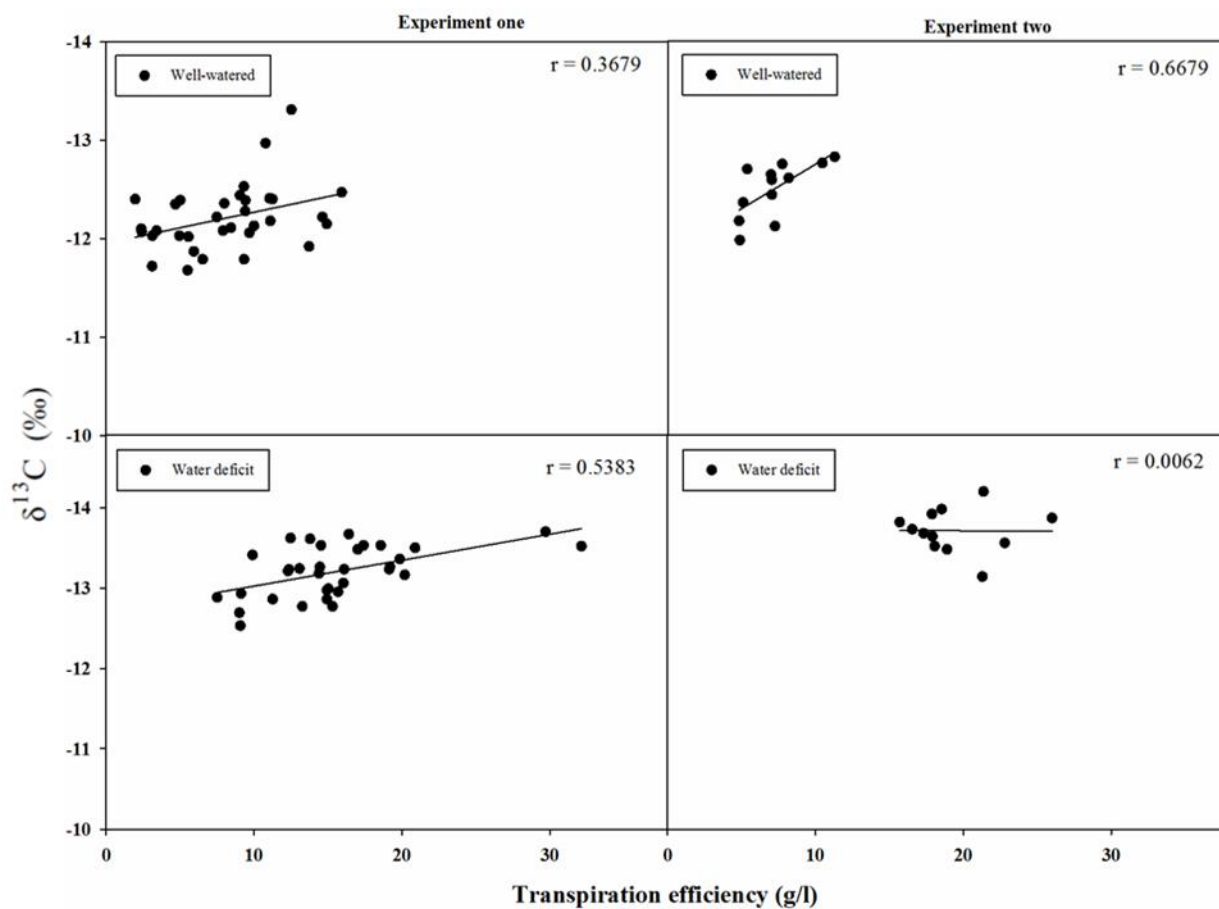 Experiment one
Experiment two
-14
Well-watered
r = 0.3679
Well-watered
r = 0.6679
-13
-12
-11
-10
δ¹³C (‰)
Water deficit
r = 0.5383
Water deficit
r = 0.0062
-14
-13
-12
-11
-10
0 10 20 30 0 10 20 30
Transpiration efficiency (g/l)